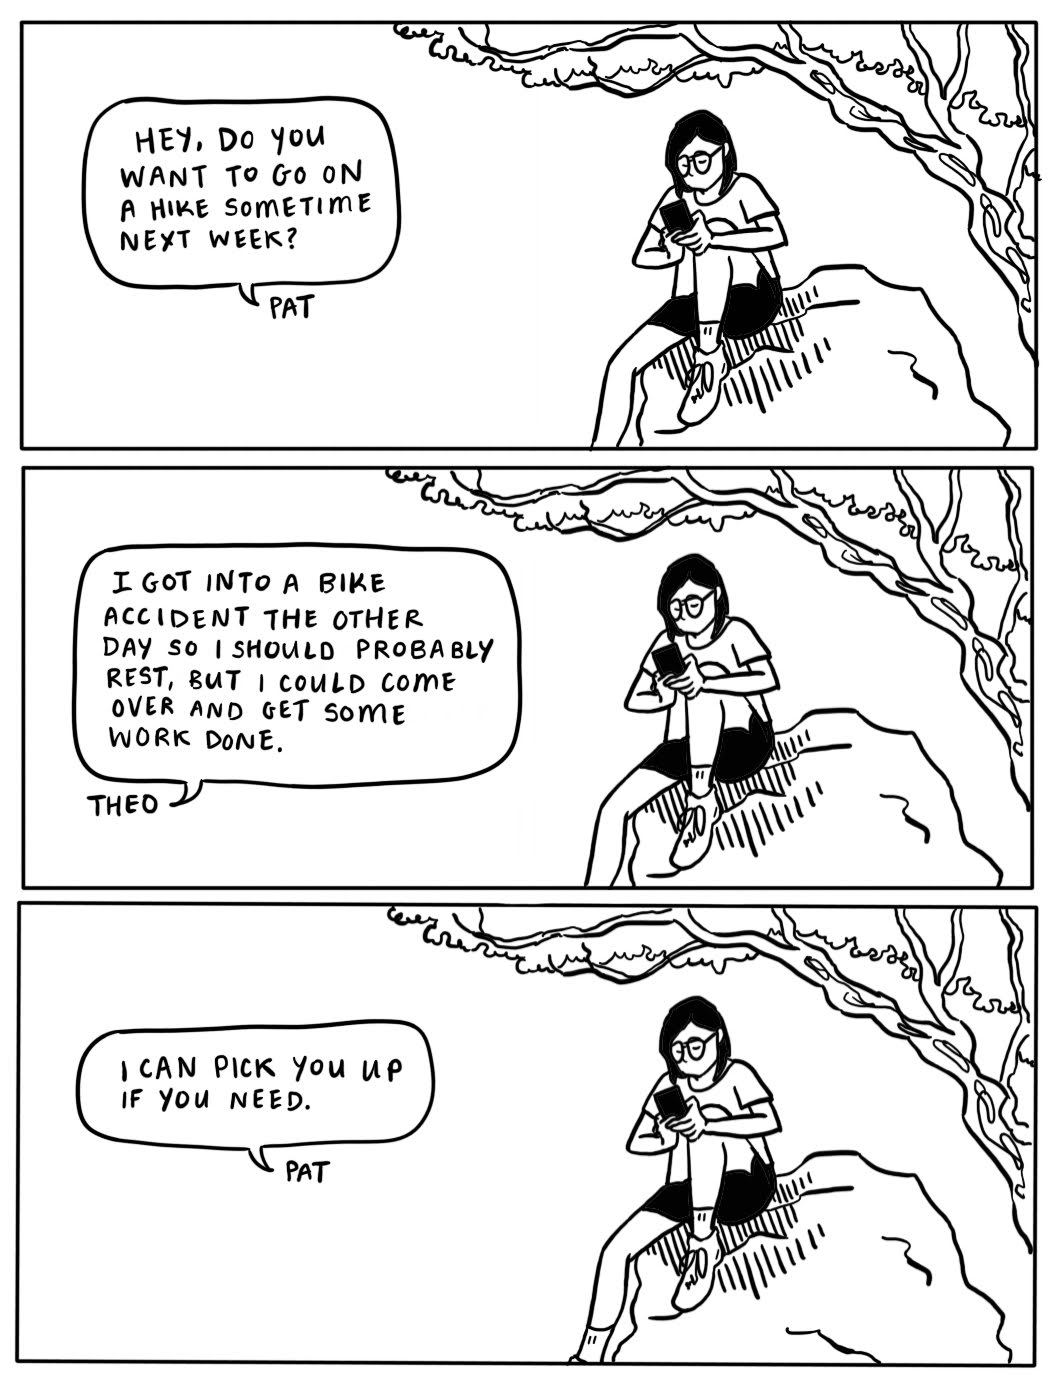 HEY, DO YOU
WANT TO GO ON
A HIKE SOMETIME
NEXT WEEK?
PAT
I GOT INTO A BIKE
ACCIDENT THE OTHER
DAY SO I SHOULD PROBABLY
REST, BUT I COULD COME
OVER AND GET SOME
WORK DONE.
THEO
I CAN PICK YOU UP
IF YOU NEED.
PAT